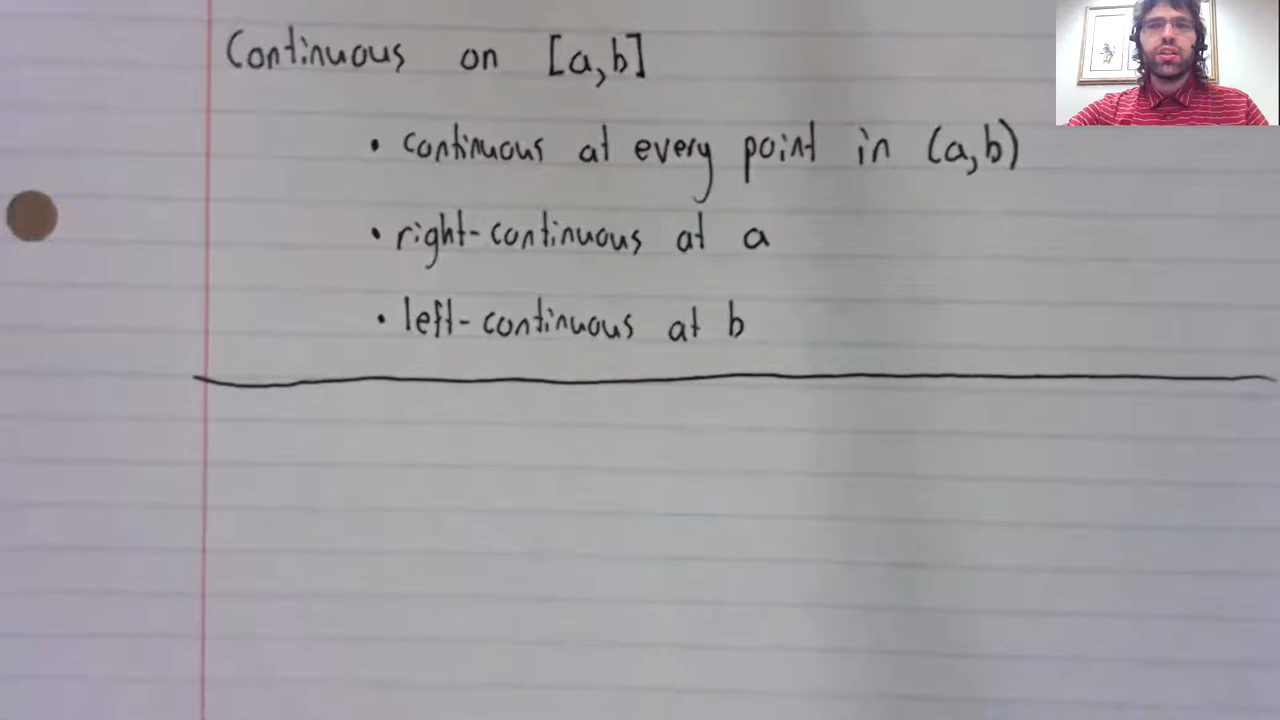 Continuous on [a,b]
• continuous at every point in (a,b)
• right-continuous at a
• left-continuous at b